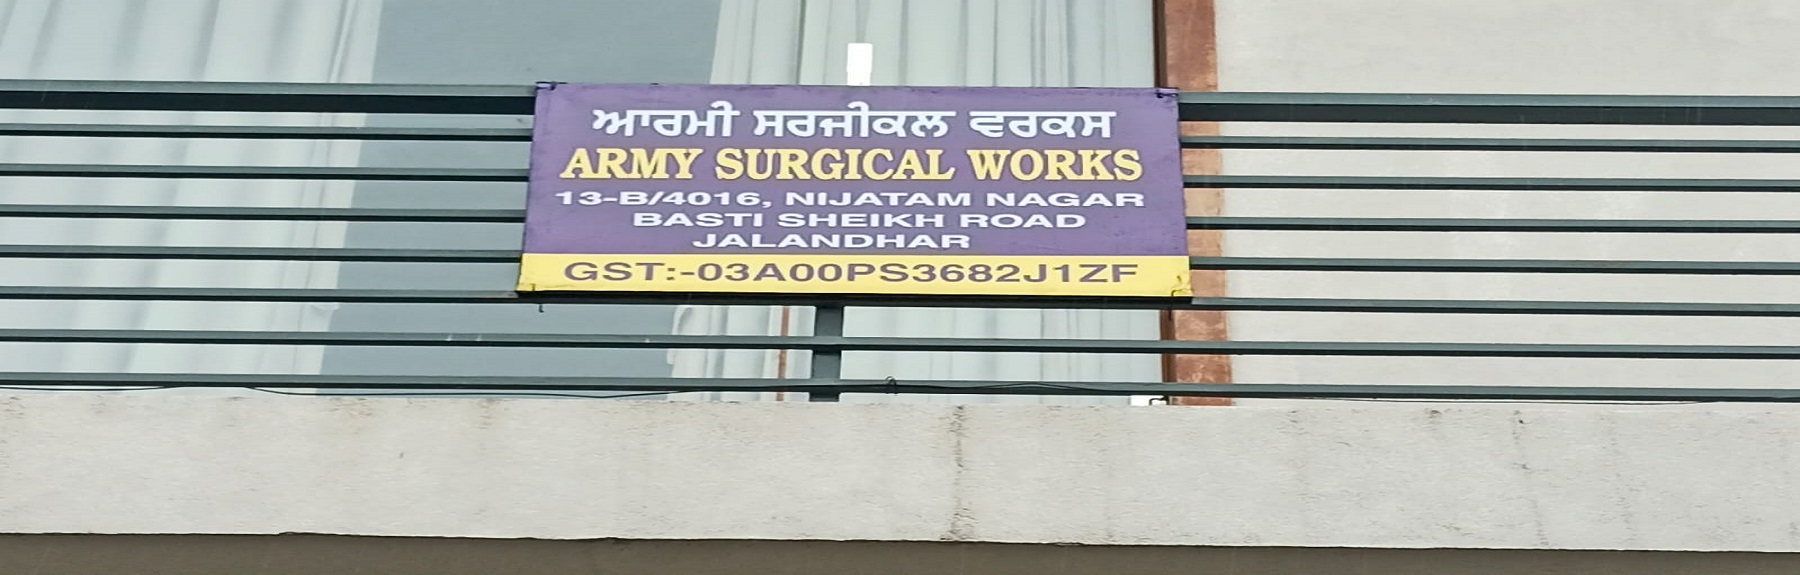 ਆਰਮੀ ਸਰਜੀਕਲ ਵਰਕਸ
ARMY SURGICAL WORKS
13-B/4016, NIJATAM NAGAR
BASTI SHEIKH ROAD
JALANDHAR
GST:-03A00PS3682J1ZF